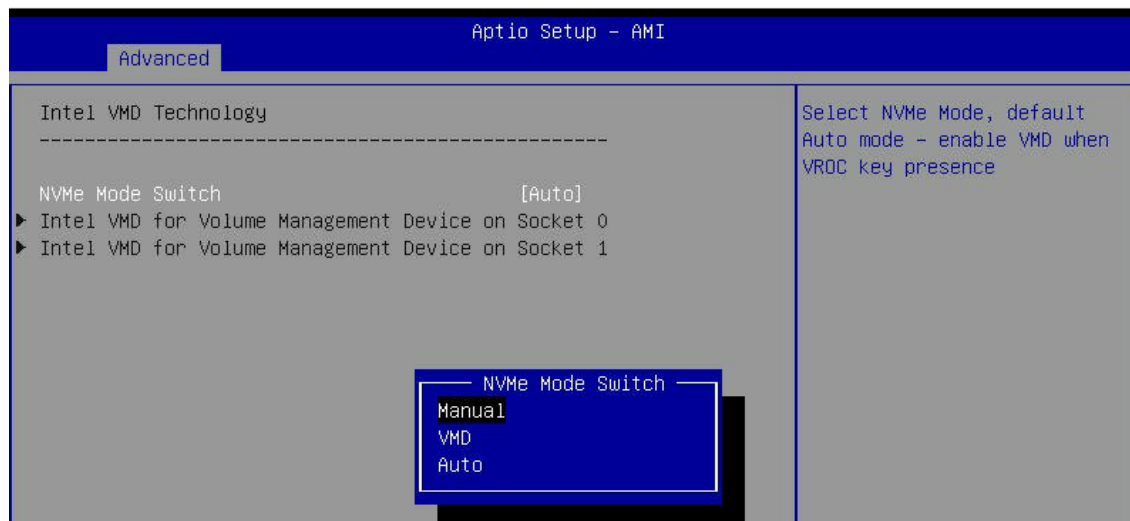 Aptio Setup – AMI
Advanced
Intel VMD Technology
--------------------------------------------------
NVMe Mode Switch [Auto]
Intel VMD for Volume Management Device on Socket 0
Intel VMD for Volume Management Device on Socket 1
Select NVMe Mode, default
Auto mode – enable VMD when
VROC key presence
NVMe Mode Switch
Manual
VMD
Auto